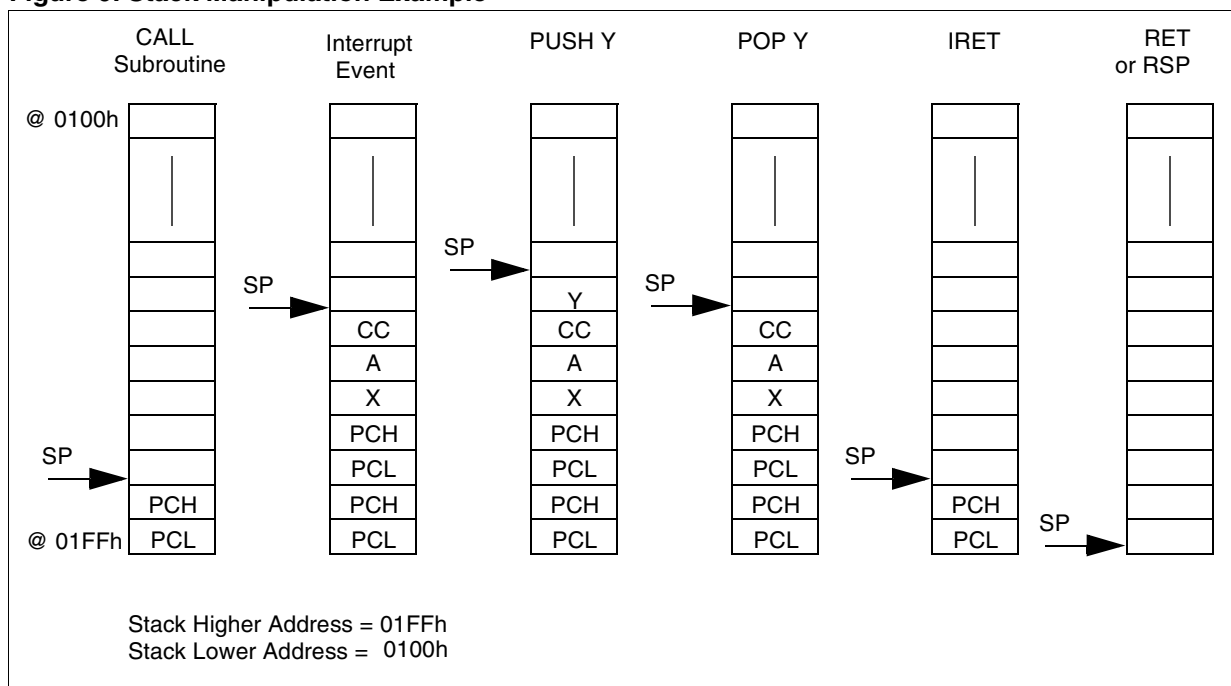 Figure 8. Stack Manipulation Example
CALL Subroutine
Interrupt Event
PUSH Y
POP Y
IRET
RET or RSP
@ 0100h
SP
PCH
@ 01FFh PCL
SP
CC
A
X
PCH
PCL
PCH
PCL
SP
Y
CC
A
X
PCH
PCL
PCH
PCL
SP
CC
A
X
PCH
PCL
PCH
PCL
SP
PCH
PCL
SP
Stack Higher Address = 01FFh
Stack Lower Address = 0100h